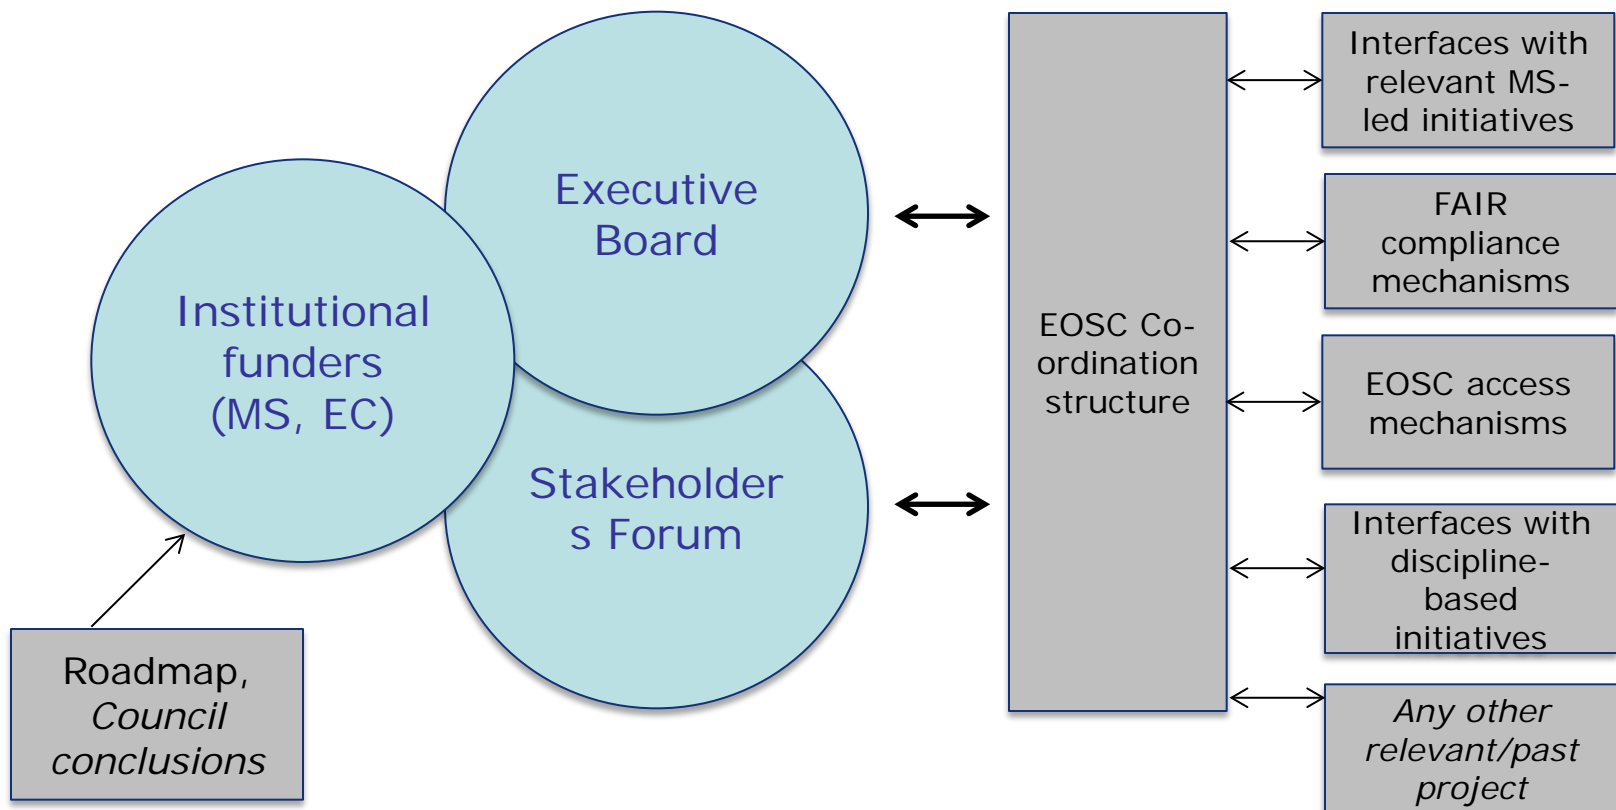 Executive
Board
Institutional
funders
(MS, EC)
Stakeholder
s Forum
Roadmap,
Council
conclusions
EOSC Co-
ordination
structure
Interfaces with
relevant MS-
led initiatives
FAIR
compliance
mechanisms
EOSC access
mechanisms
Interfaces with
discipline-
based
initiatives
Any other
relevant/past
project